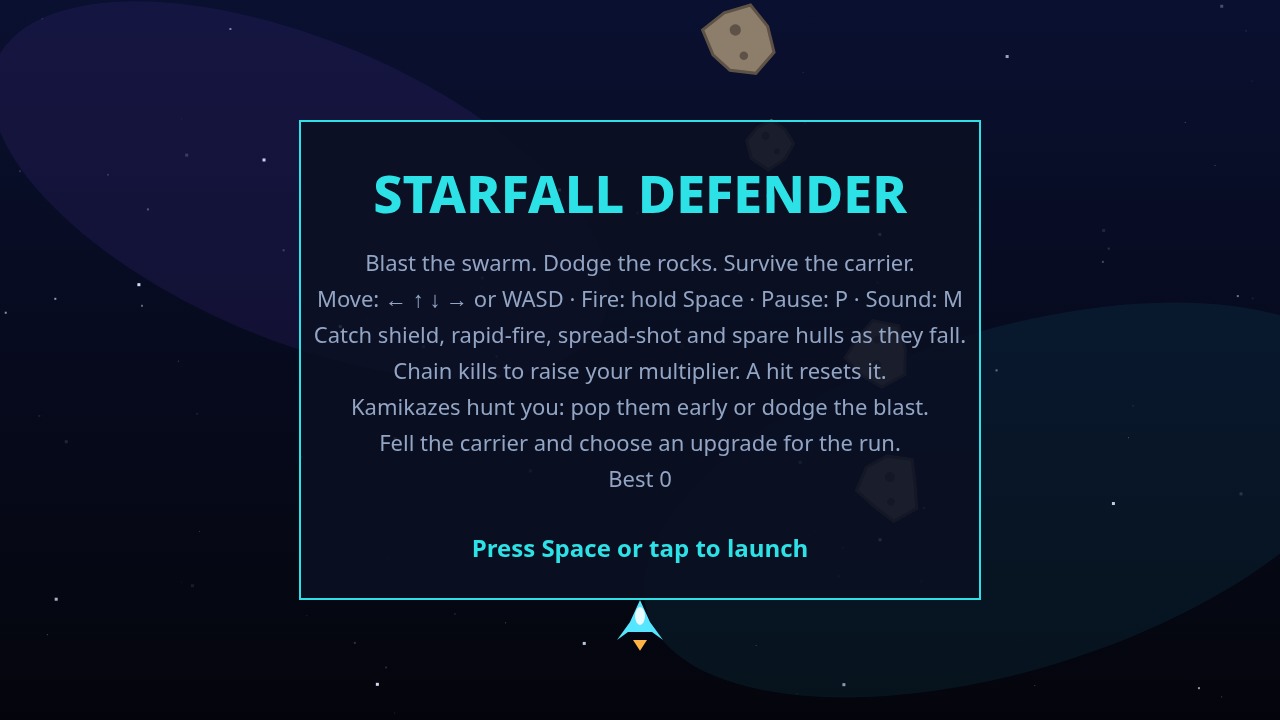 STARFALL DEFENDER
Blast the swarm. Dodge the rocks. Survive the carrier.
Move: ← ↑ ↓ → or WASD · Fire: hold Space · Pause: P · Sound: M
Catch shield, rapid-fire, spread-shot and spare hulls as they fall.
Chain kills to raise your multiplier. A hit resets it.
Kamikazes hunt you: pop them early or dodge the blast.
Fell the carrier and choose an upgrade for the run.
Best 0
Press Space or tap to launch